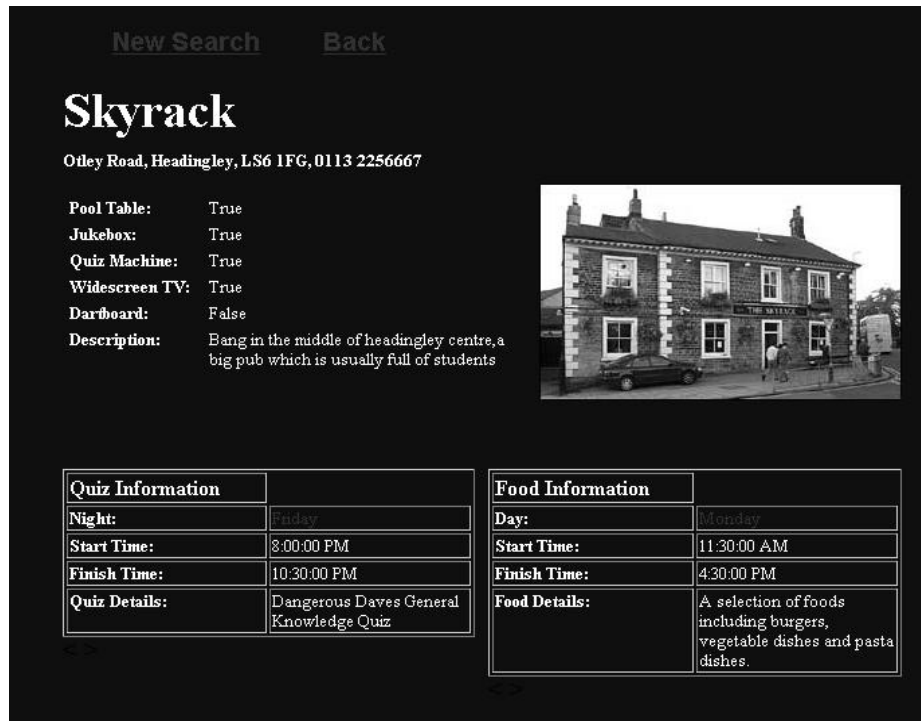 New Search Back
Skyrack
Otley Road, Headingley, LS6 1FG, 0113 2256667
Pool Table: True
Jukebox: True
Quiz Machine: True
Widescreen TV: True
Dartboard: False
Description: Bang in the middle of headingley centre,a
big pub which is usually full of students
THE SKYRACK
Quiz Information
Night: Friday
Start Time: 8:00:00 PM
Finish Time: 10:30:00 PM
Quiz Details: Dangerous Daves General
Knowledge Quiz
< >
Food Information
Day: Monday
Start Time: 11:30:00 AM
Finish Time: 4:30:00 PM
Food Details: A selection of foods
including burgers,
vegetable dishes and pasta
dishes.
< >